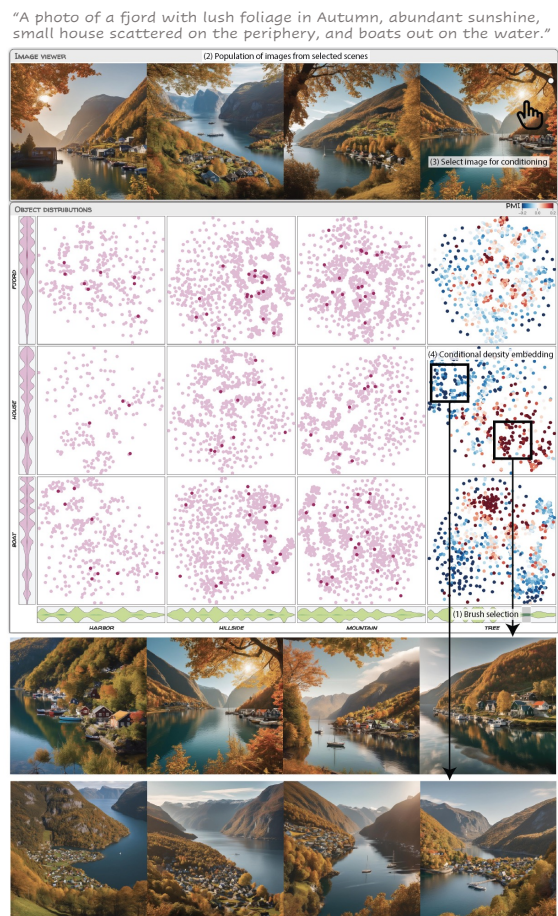 “A photo of a fjord with lush foliage in Autumn, abundant sunshine,
small house scattered on the periphery, and boats out on the water.”
IMAGE VIEWER
(2) Population of images from selected scenes
(3) Select image for conditioning
OBJECT DISTRIBUTIONS
PMI
FJORD
(4) Conditional density embedding
HOUSE
BOAT
(1) Brush selection
HARBOR HILLSIDE MOUNTAIN TREE